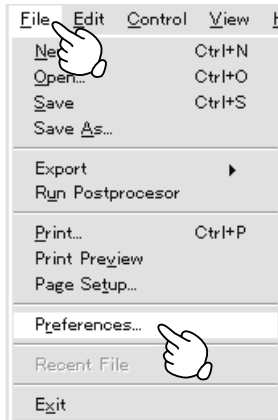 File Edit Control View
Ctrl+N
Open... Ctrl+O
Save Ctrl+S
Save As...
Export
Run Postprocesor
Print... Ctrl+P
Print Preview
Page Setup...
Preferences...
Recent File
Exit